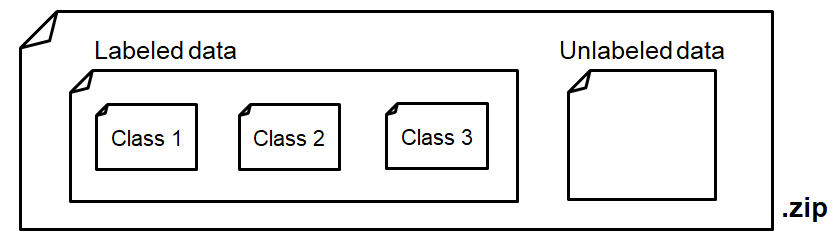 Labeled data
Unlabeled data
Class 1
Class 2
Class 3
.zip